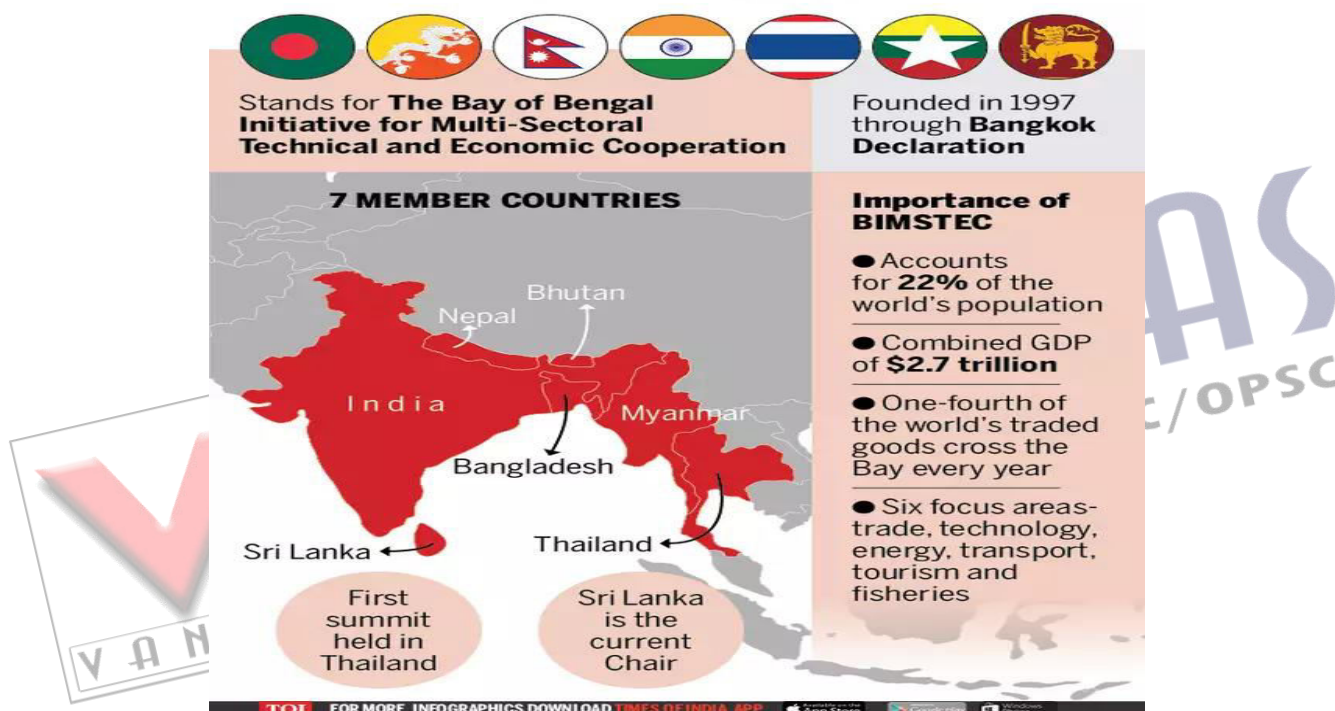 Stands for The Bay of Bengal
Initiative for Multi-Sectoral
Technical and Economic Cooperation
Founded in 1997
through Bangkok
Declaration
7 MEMBER COUNTRIES
Bhutan
Nepal
India
Myanmar
Bangladesh
Sri Lanka
Thailand
First
summit
held in
Thailand
Sri Lanka
is the
current
Chair
Importance of
BIMSTEC
● Accounts
for 22% of the
world's population
● Combined GDP
of $2.7 trillion
● One-fourth of
the world's traded
goods cross the
Bay every year
● Six focus areas-
trade, technology,
energy, transport,
tourism and
fisheries
AS
/OPSC
V
VAN
TOI FOR MORE INFOGRAPHICS DOWNLOAD TIMES OF INDIA APP